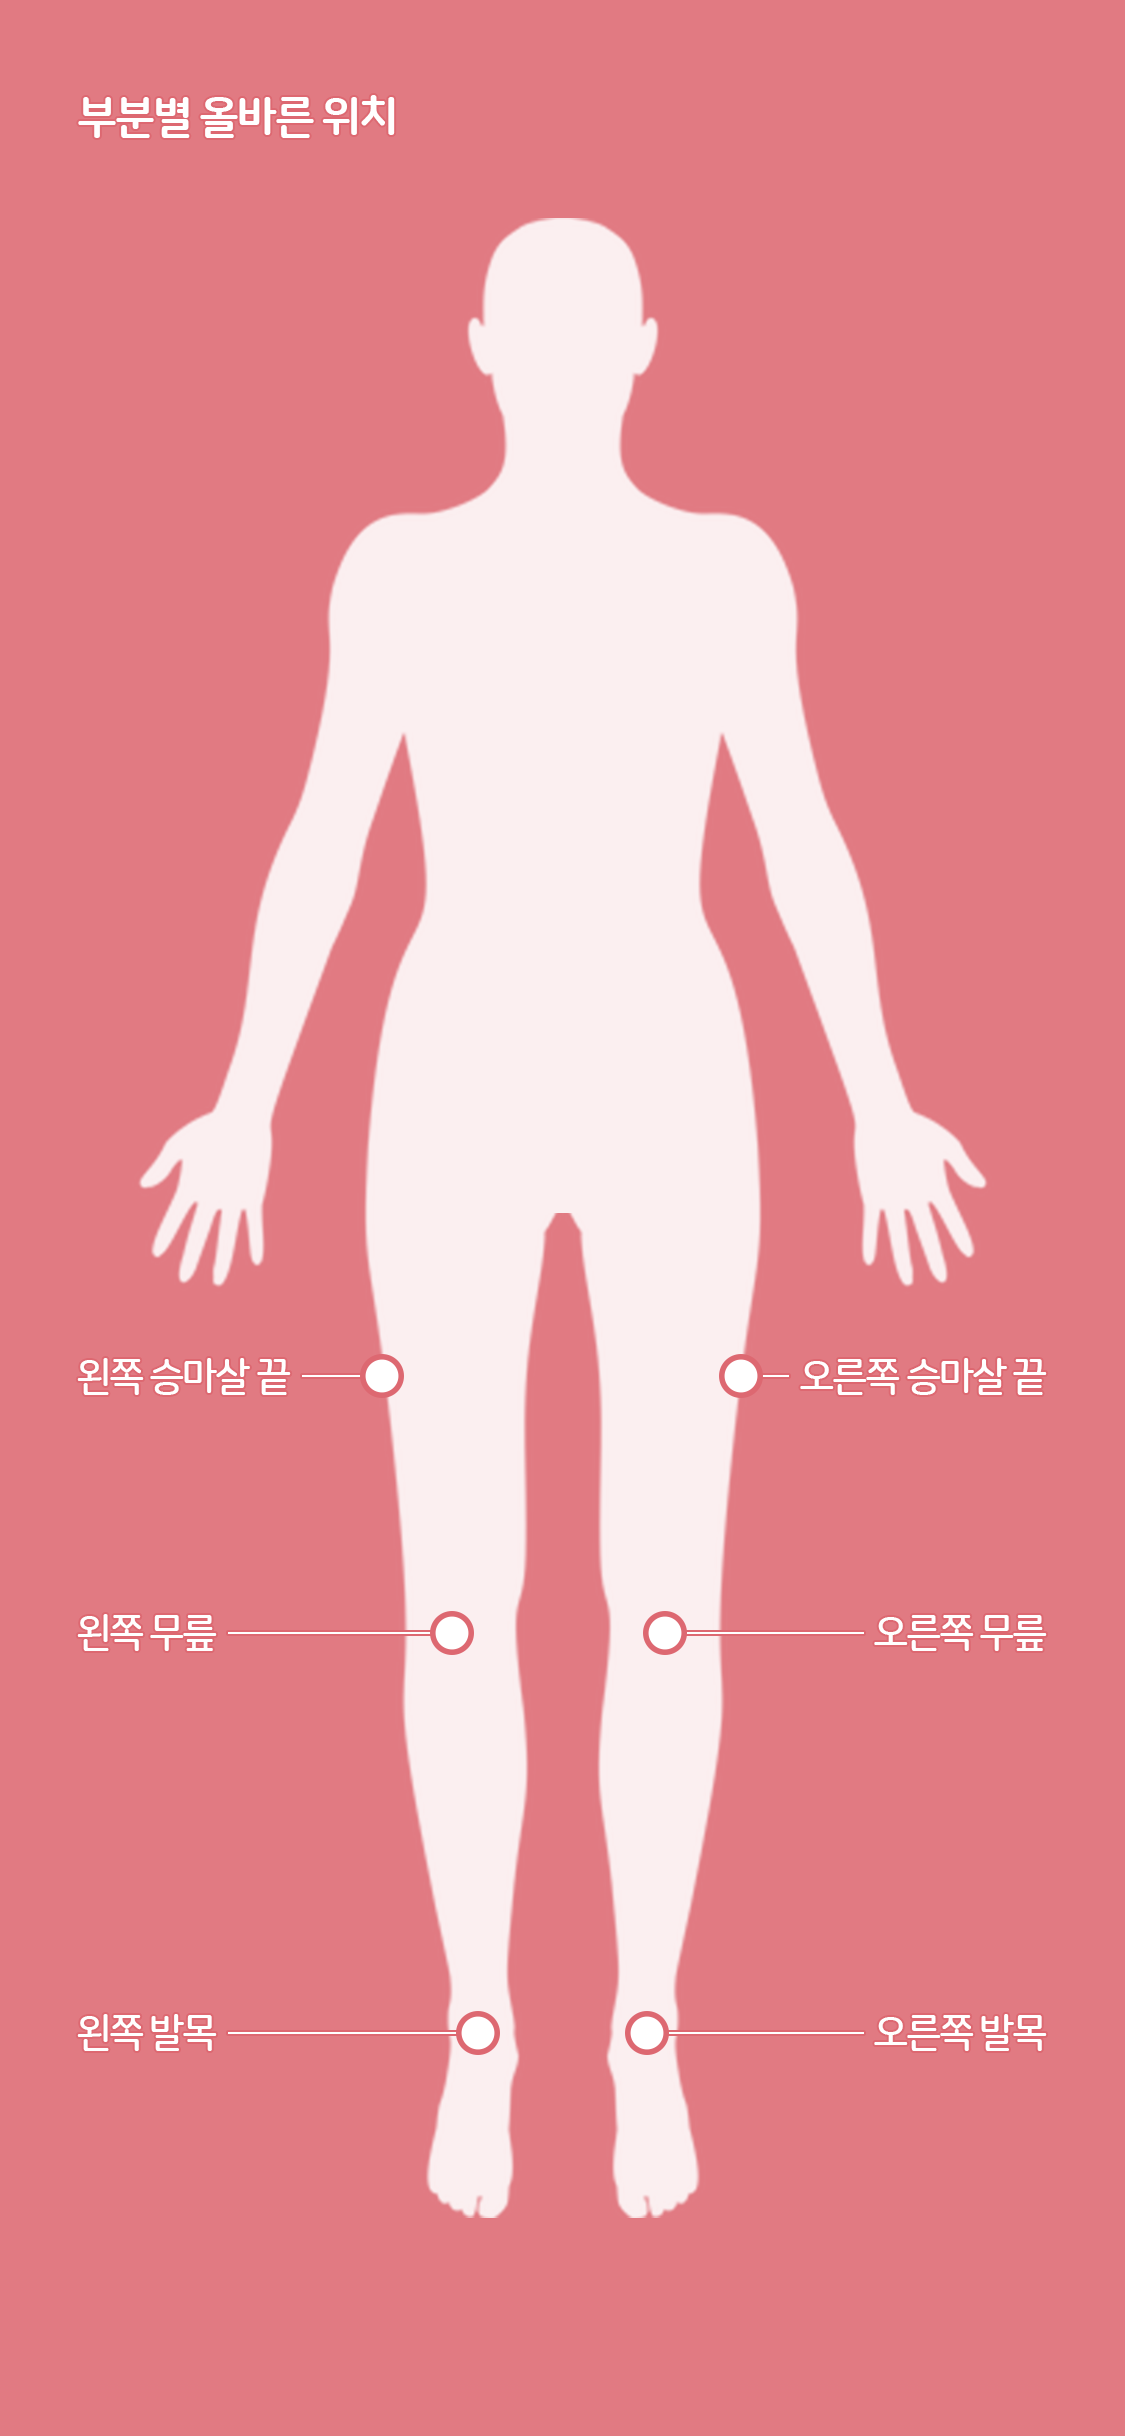 부분별 올바른 위치
왼쪽 승마살 끝
오른쪽 승마살 끝
왼쪽 무릎
오른쪽 무릎
왼쪽 발목
오른쪽 발목